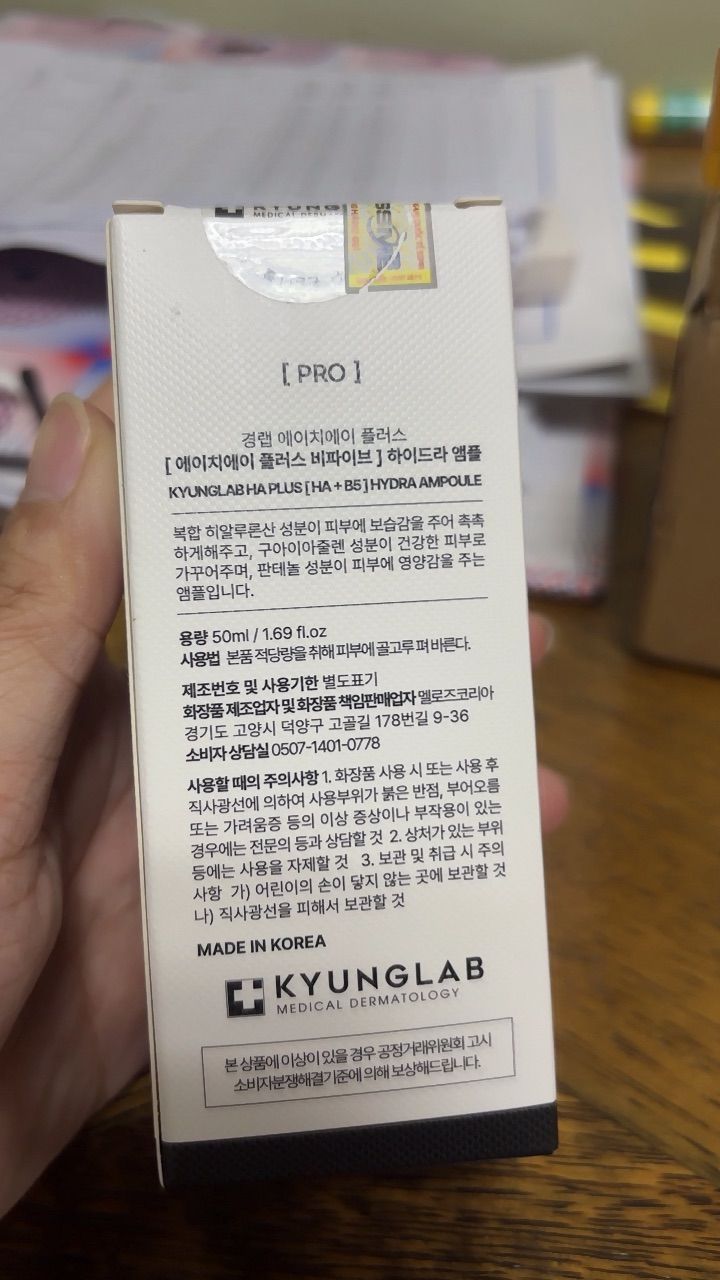 MEDICAL
[ PRO ]
경랩 에이치에이 플러스
[ 에이치에이 플러스 비파이브 ] 하이드라 앰플
KYUNGLAB HA PLUS [ HA + B5 ] HYDRA AMPOULE
복합 히알루론산 성분이 피부에 보습감을 주어 촉촉
하게해주고, 구아이아줄렌 성분이 건강한 피부로
가꾸어주며, 판테놀 성분이 피부에 영양감을 주는
앰플입니다.
용량 50ml / 1.69 fl.oz
사용법 본품 적당량을 취해 피부에 골고루 펴 바른다.
제조번호 및 사용기한 별도표기
화장품 제조업자 및 화장품 책임판매업자 멜로즈코리아
경기도 고양시 덕양구 고골길 178번길 9-36
소비자 상담실 0507-1401-0778
사용할 때의 주의사항 1. 화장품 사용 시 또는 사용 후
직사광선에 의하여 사용부위가 붉은 반점, 부어오름
또는 가려움증 등의 이상 증상이나 부작용이 있는
경우에는 전문의 등과 상담할 것 2. 상처가 있는 부위
등에는 사용을 자제할 것 3. 보관 및 취급 시 주의
사항 가) 어린이의 손이 닿지 않는 곳에 보관할 것
나) 직사광선을 피해서 보관할 것
MADE IN KOREA
KYUNGLAB
MEDICAL DERMATOLOGY
본 상품에 이상이 있을 경우 공정거래위원회 고시
소비자분쟁해결기준에 의해 보상해드립니다.